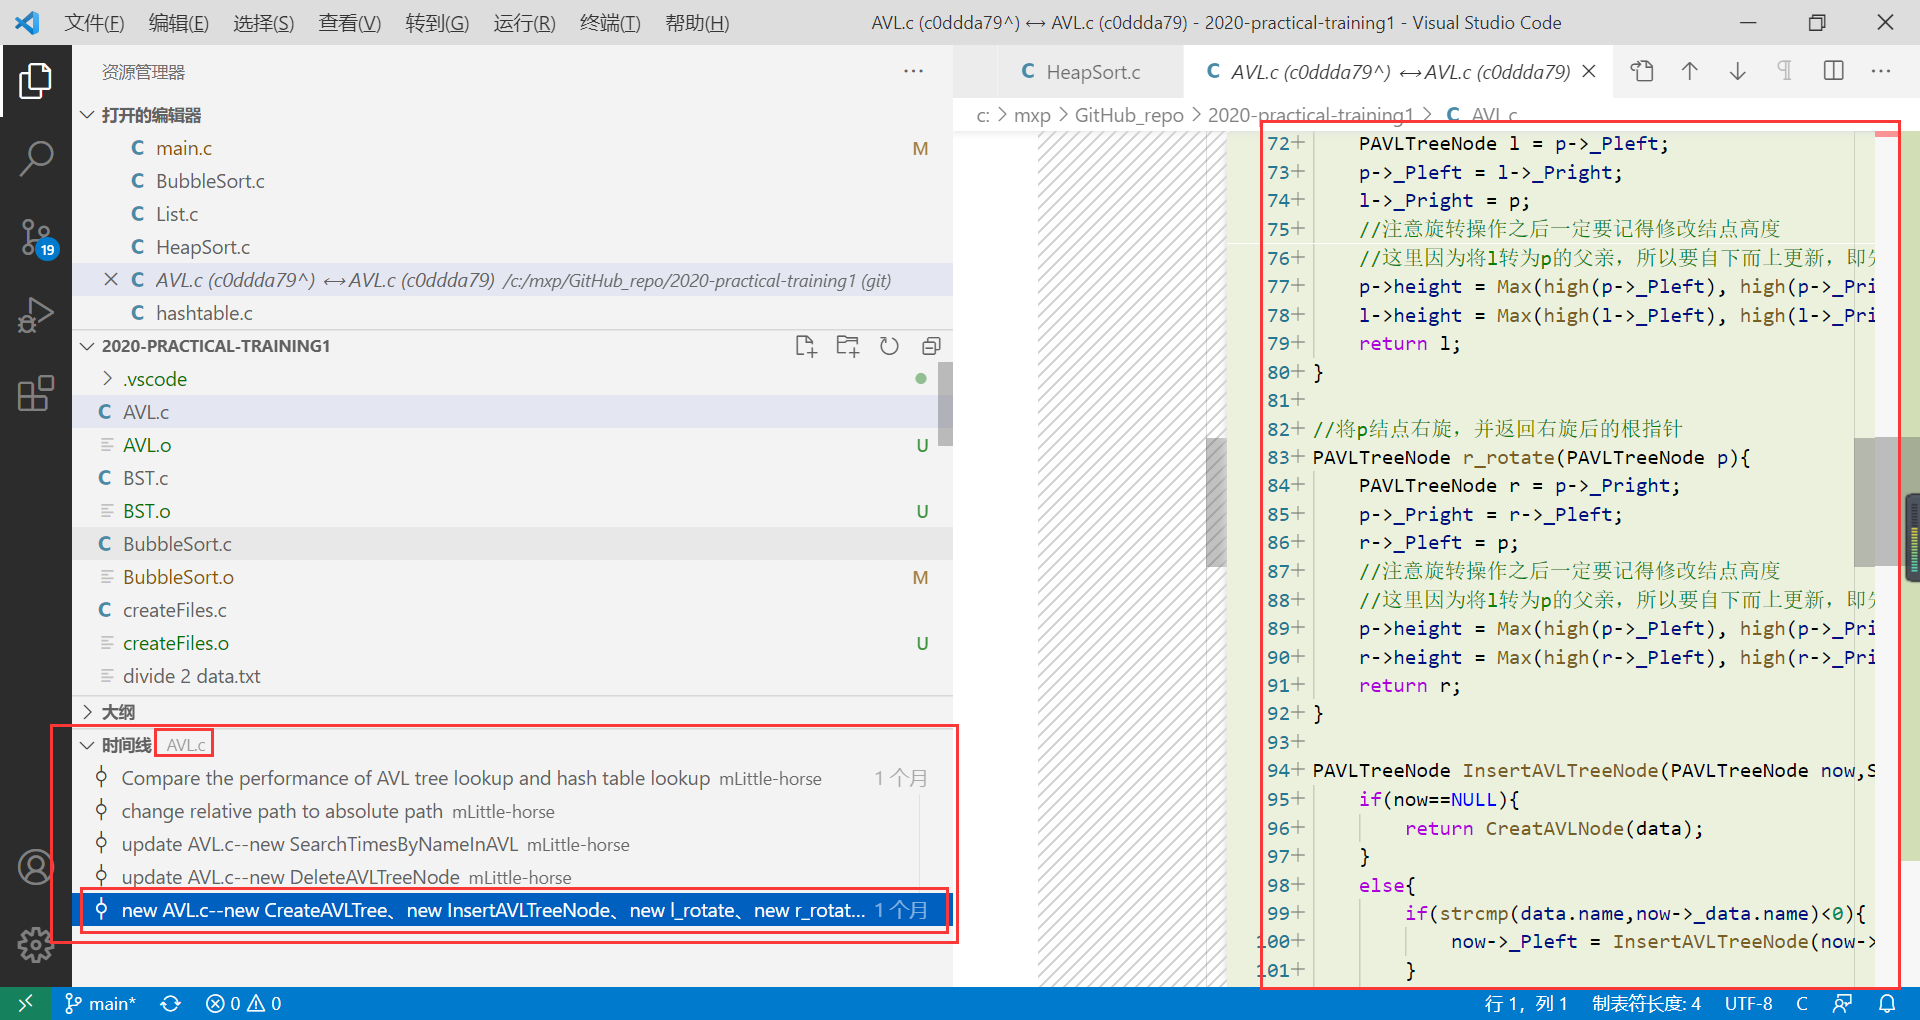 文件(F) 编辑(E) 选择(S) 查看(V) 转到(G) 运行(R) 终端(T) 帮助(H) AVL.c (c0ddda79^) ↔ AVL.c (c0ddda79) - 2020-practical-training1 - Visual Studio Code
资源管理器
打开的编辑器
C main.c M
C BubbleSort.c
C List.c
C HeapSort.c
C AVL.c (c0ddda79^) ↔ AVL.c (c0ddda79) /c:/mxp/GitHub_repo/2020-practical-training1 (git)
C hashtable.c
2020-PRACTICAL-TRAINING1
.vscode
C AVL.c
AVL.o U
C BST.c
BST.o U
C BubbleSort.c
BubbleSort.o M
C createFiles.c
createFiles.o U
divide 2 data.txt
大纲
时间线 AVL.c
Compare the performance of AVL tree lookup and hash table lookup mLittle-horse 1 个月
change relative path to absolute path mLittle-horse
update AVL.c--new SearchTimesByNameInAVL mLittle-horse
update AVL.c--new DeleteAVLTreeNode mLittle-horse
new AVL.c--new CreateAVLTree、new InsertAVLTreeNode、new l_rotate、new r_rotat... 1 个月
19
C HeapSort.c
C AVL.c (c0ddda79^) ↔ AVL.c (c0ddda79)
c: > mxp > GitHub_repo > 2020-practical-training1 > C AVL.c
72+ PAVLTreeNode l = p->_Pleft;
73+ p->_Pleft = l->_Pright;
74+ l->_Pright = p;
75+ //注意旋转操作之后一定要记得修改结点高度
76+ //这里因为将l转为p的父亲，所以要自下而上更新，即
77+ p->height = Max(high(p->_Pleft), high(p->_Pri
78+ l->height = Max(high(l->_Pleft), high(l->_Pri
79+ return l;
80+ }
81+
82+ //将p结点右旋，并返回右旋后的根指针
83+ PAVLTreeNode r_rotate(PAVLTreeNode p){
84+ PAVLTreeNode r = p->_Pright;
85+ p->_Pright = r->_Pleft;
86+ r->_Pleft = p;
87+ //注意旋转操作之后一定要记得修改结点高度
88+ //这里因为将l转为p的父亲，所以要自下而上更新，即
89+ p->height = Max(high(p->_Pleft), high(p->_Pri
90+ r->height = Max(high(r->_Pleft), high(r->_Pri
91+ return r;
92+ }
93+
94+ PAVLTreeNode InsertAVLTreeNode(PAVLTreeNode now,S
95+ if(now==NULL){
96+ return CreatAVLNode(data);
97+ }
98+ else{
99+ if(strcmp(data.name,now->_data.name)<0){
100+ now->_Pleft = InsertAVLTreeNode(now->
101+ }
main* 0 0 行 1，列 1 制表符长度: 4 UTF-8 C